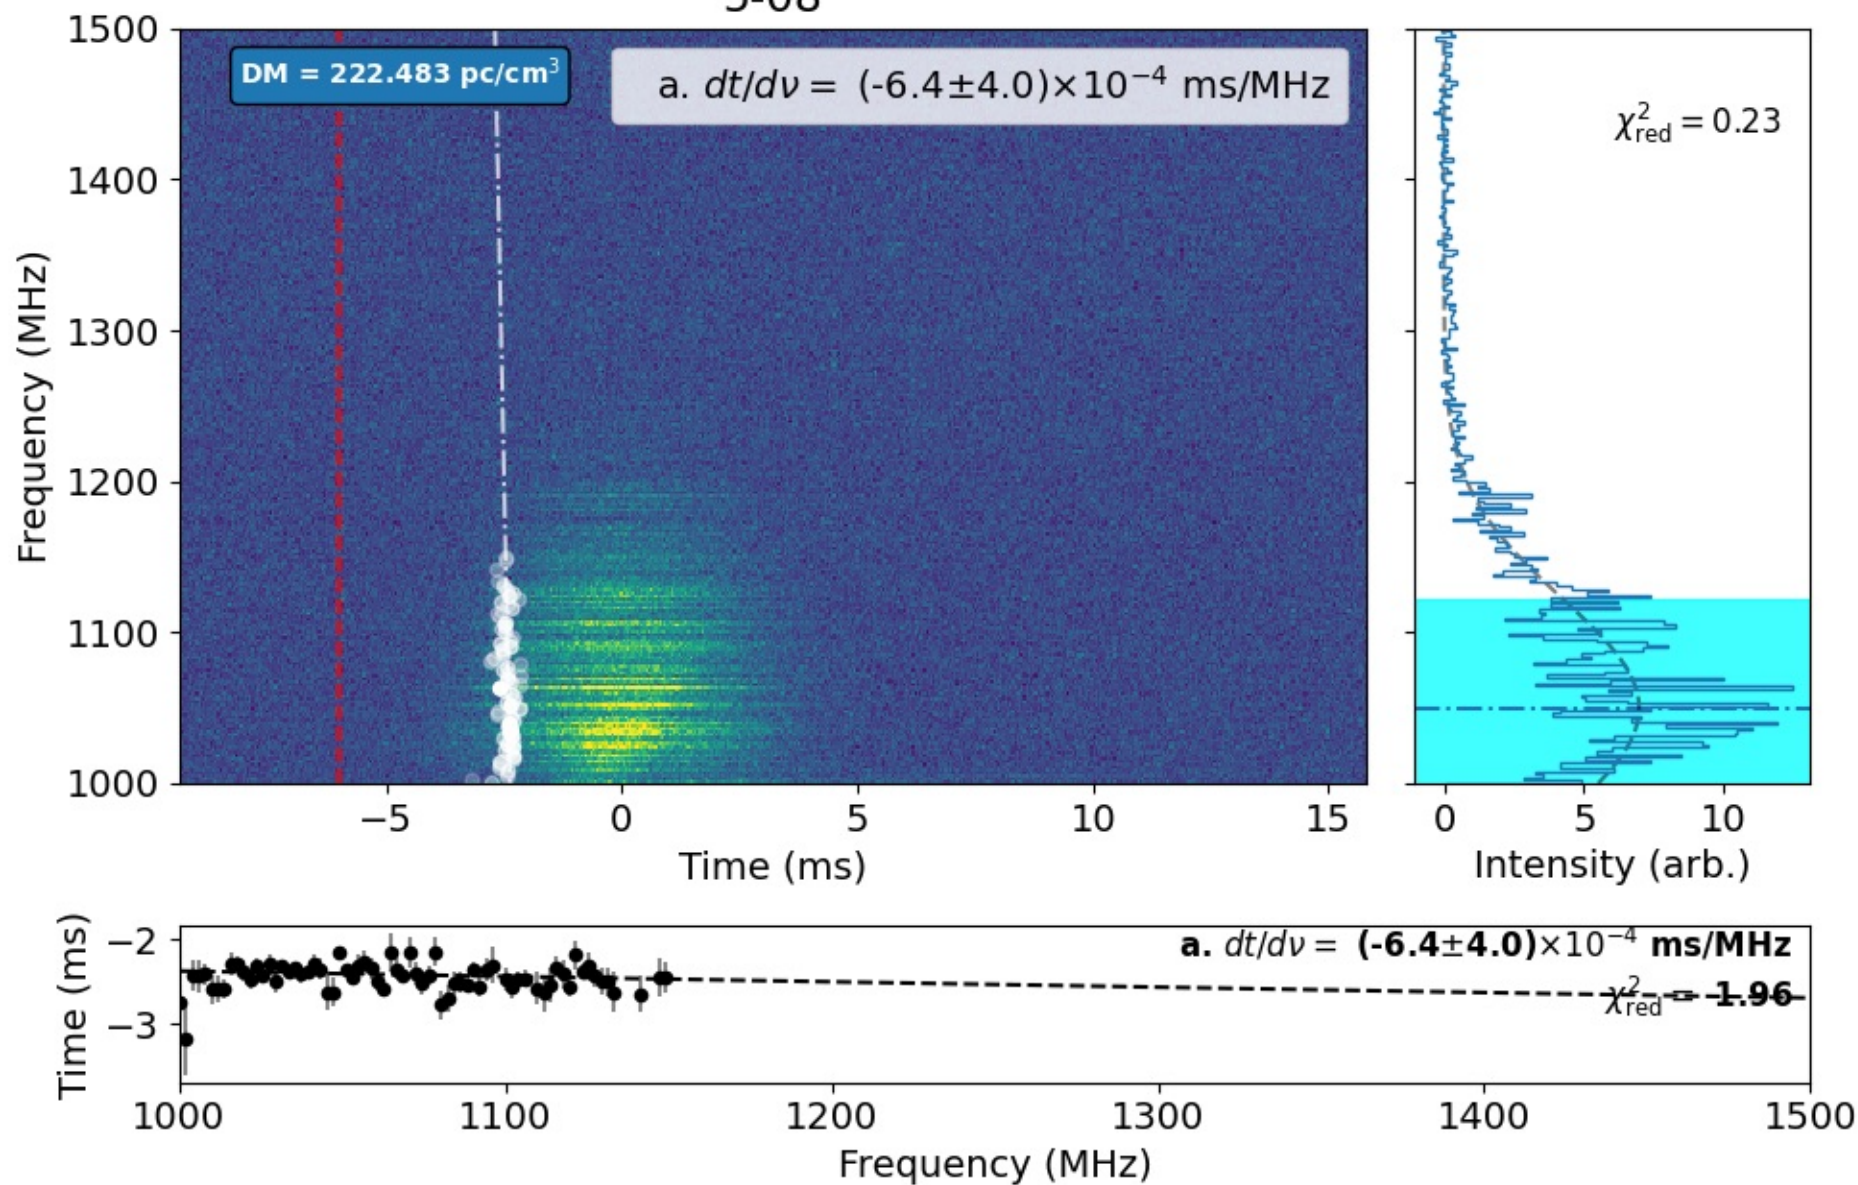 5-08
DM = 222.483 pc/cm³
a. dt/dν = (-6.4±4.0)×10⁻⁴ ms/MHz
χ²red = 0.23
1500
1400
1300
1200
1100
1000
Frequency (MHz)
−5 0 5 10 15
Time (ms)
0 5 10
Intensity (arb.)
a. dt/dν = (-6.4±4.0)×10⁻⁴ ms/MHz
χ²red = 1.96
−2
−3
Time (ms)
1000 1100 1200 1300 1400 1500
Frequency (MHz)